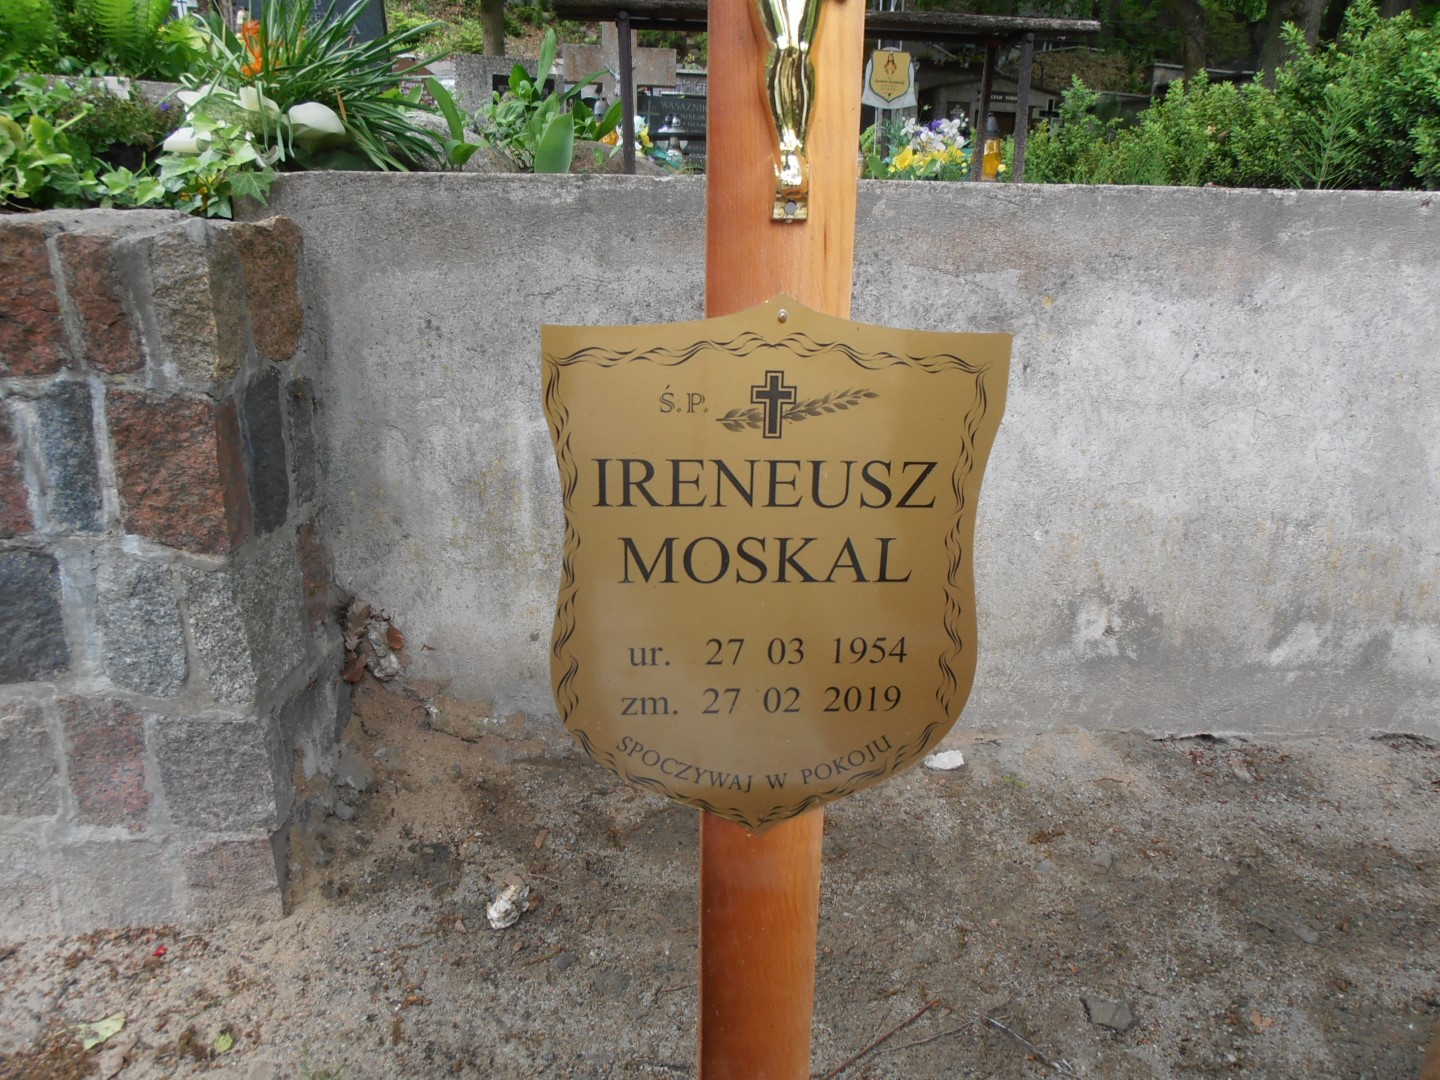 Ś.P.
IRENEUSZ
MOSKAL
ur. 27 03 1954
zm. 27 02 2019
SPOCZYWAJ W POKOJU